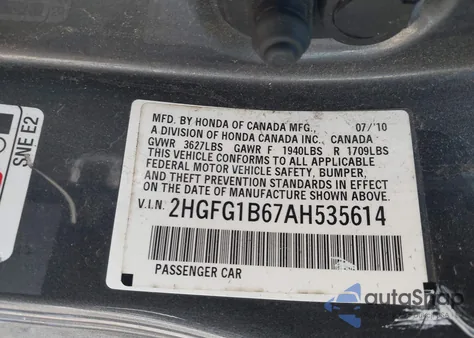 MFD. BY HONDA OF CANADA MFG., 07/'10
A DIVISION OF HONDA CANADA INC., CANADA
GVWR 3627LBS GAWR F 1940LBS R 1709LBS
THIS VEHICLE CONFORMS TO ALL APPLICABLE
FEDERAL MOTOR VEHICLE SAFETY, BUMPER,
AND THEFT PREVENTION STANDARDS IN EFFECT
ON THE DATE OF MANUFACTURE SHOWN ABOVE.
V.I.N. 2HGFG1B67AH535614
PASSENGER CAR
SNE E2
autoShop